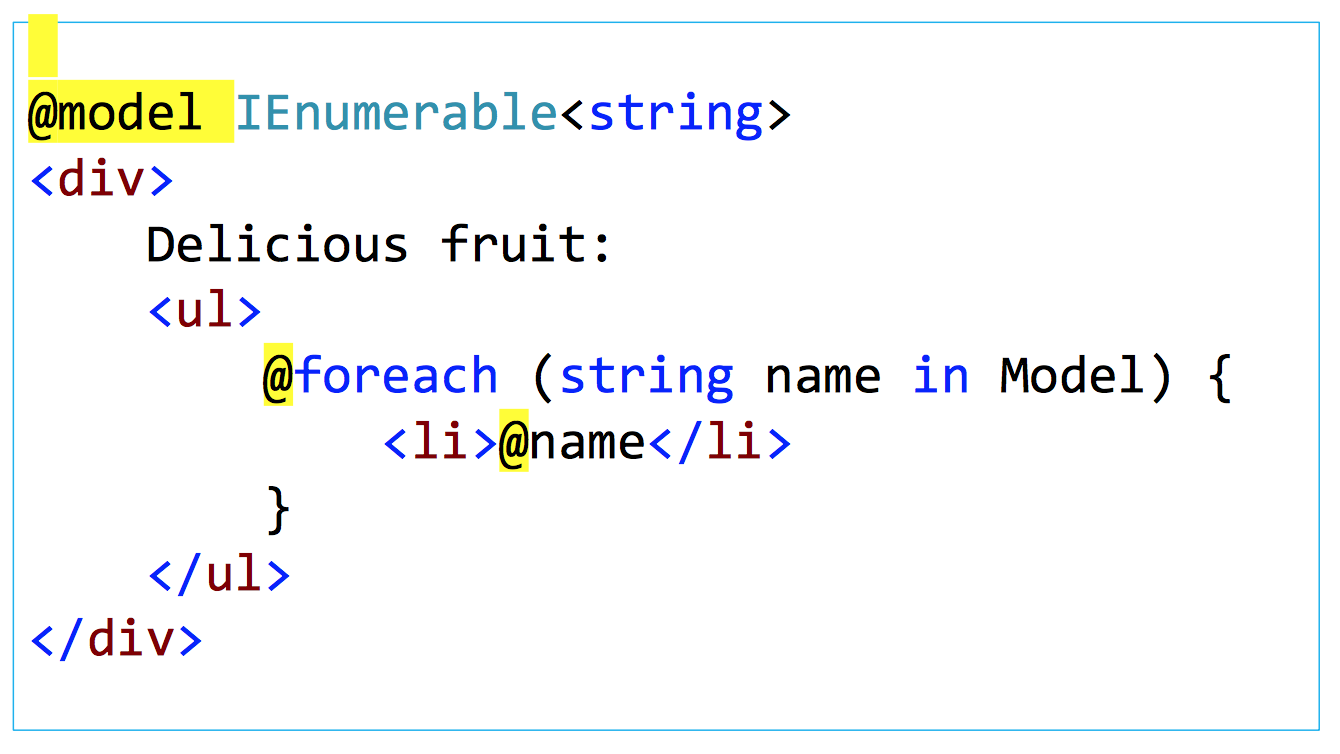 @model IEnumerable<string>
<div>
    Delicious fruit:
    <ul>
        @foreach (string name in Model) {
            <li>@name</li>
        }
    </ul>
</div>